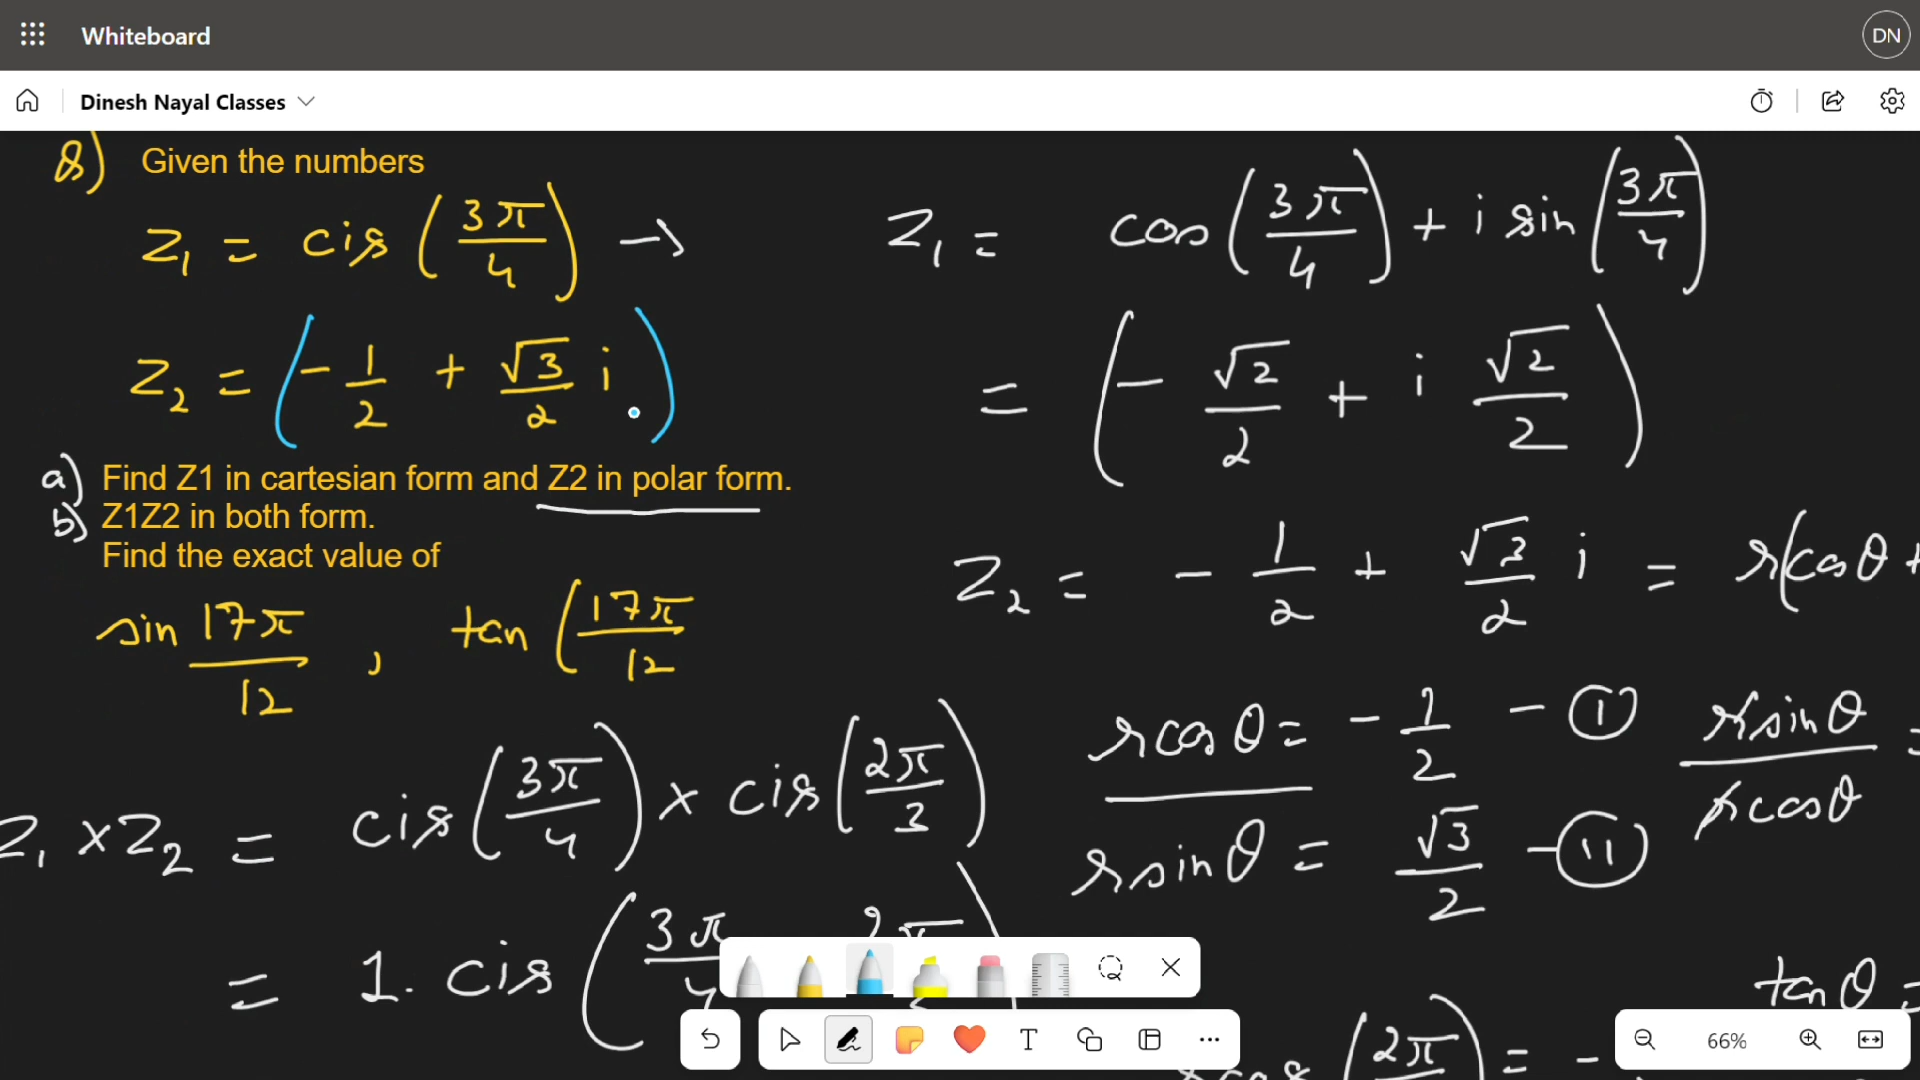 Whiteboard
DN
Dinesh Nayal Classes
8) Given the numbers
Z₁ = cis (3π/4) →
Z₂ = (-1/2 + √3/2 i)
a) Find Z1 in cartesian form and Z2 in polar form.
b) Z1Z2 in both form.
Find the exact value of
sin 17π/12 , tan (17π/12
Z₁ × Z₂ = cis (3π/4) × cis (2π/3)
= 1. cis (3π
Z₁ = cos (3π/4) + i sin (3π/4)
= (- √2/2 + i √2/2)
Z₂ = - 1/2 + √3/2 i = r(cos θ +
r cos θ = - 1/2 - ①
r sin θ = √3/2 - ⑪
r sin θ / r cos θ =
tan θ =
(2π = -
66%